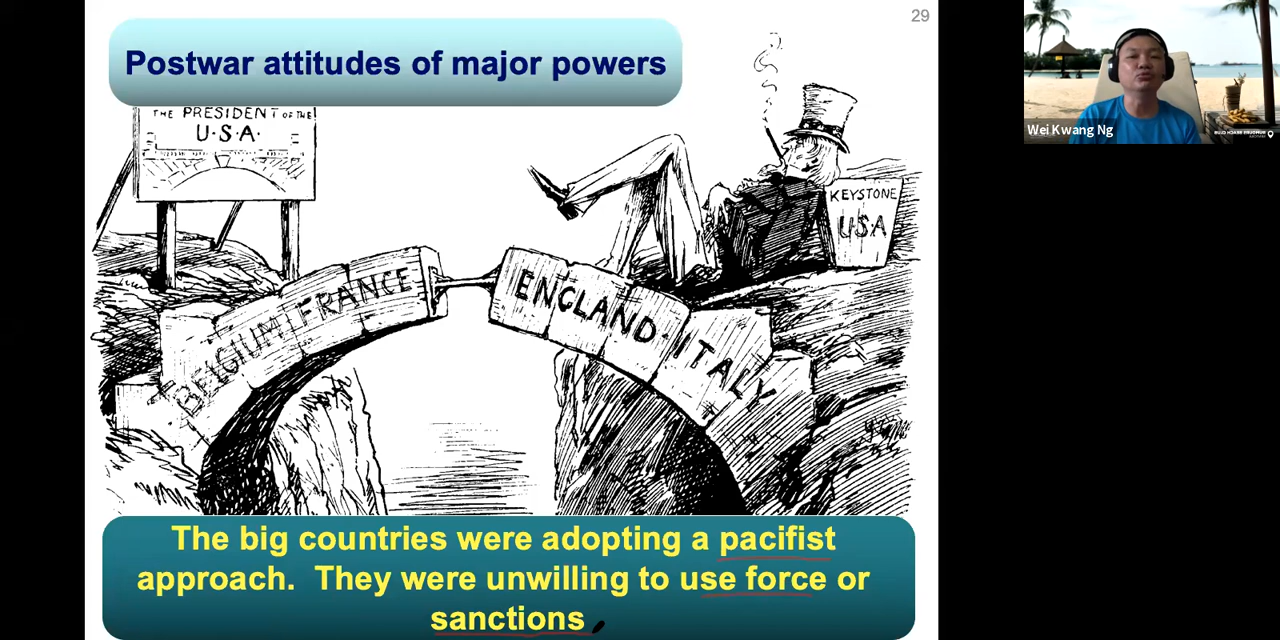 29
Postwar attitudes of major powers
THE PRESIDENT OF THE
U.S.A.
Wei Kwang Ng
KEYSTONE
USA
BELGIUM
FRANCE
ENGLAND
ITALY
The big countries were adopting a pacifist
approach. They were unwilling to use force or
sanctions